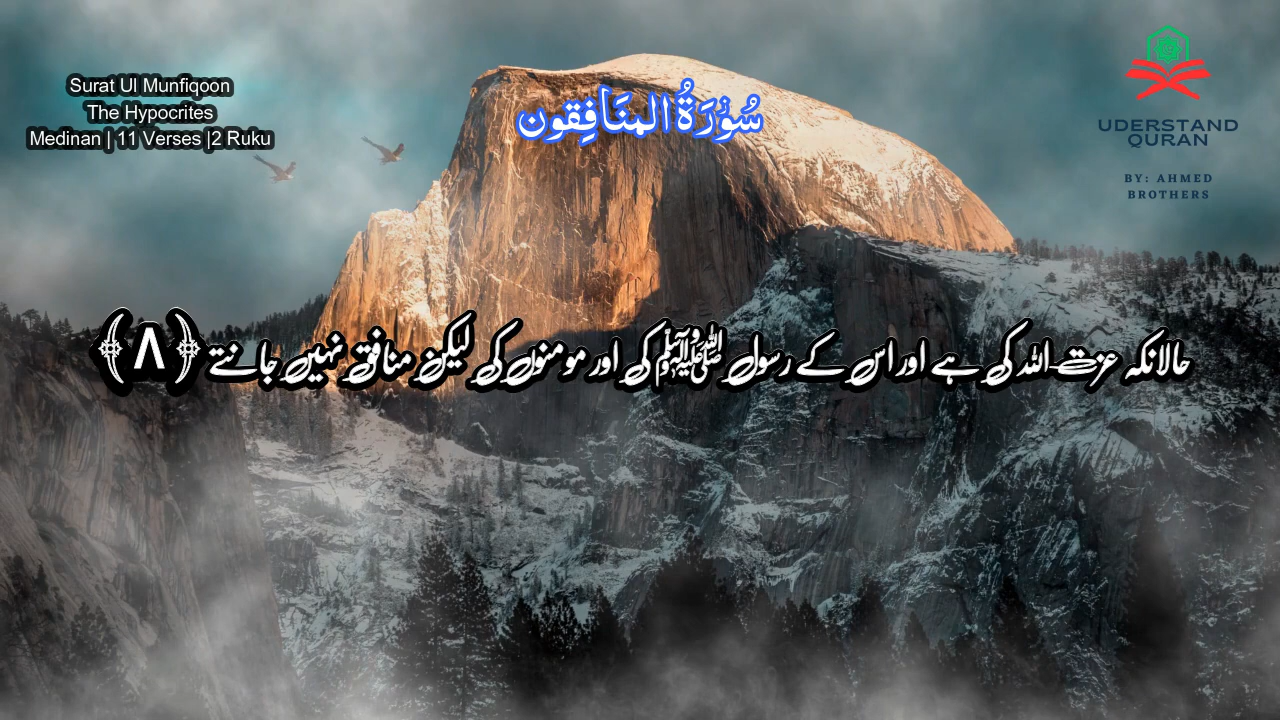 Surat Ul Munfiqoon
The Hypocrites
Medinan | 11 Verses |2 Ruku
سُوْرَةُ المنَافِقون
UDERSTAND
QURAN
BY: AHMED
BROTHERS
حالانکہ عزت اللہ کی ہے اور اس کے رسول ﷺ کی اور مومنوں کی لیکن منافق نہیں جانتے ﴿۸﴾